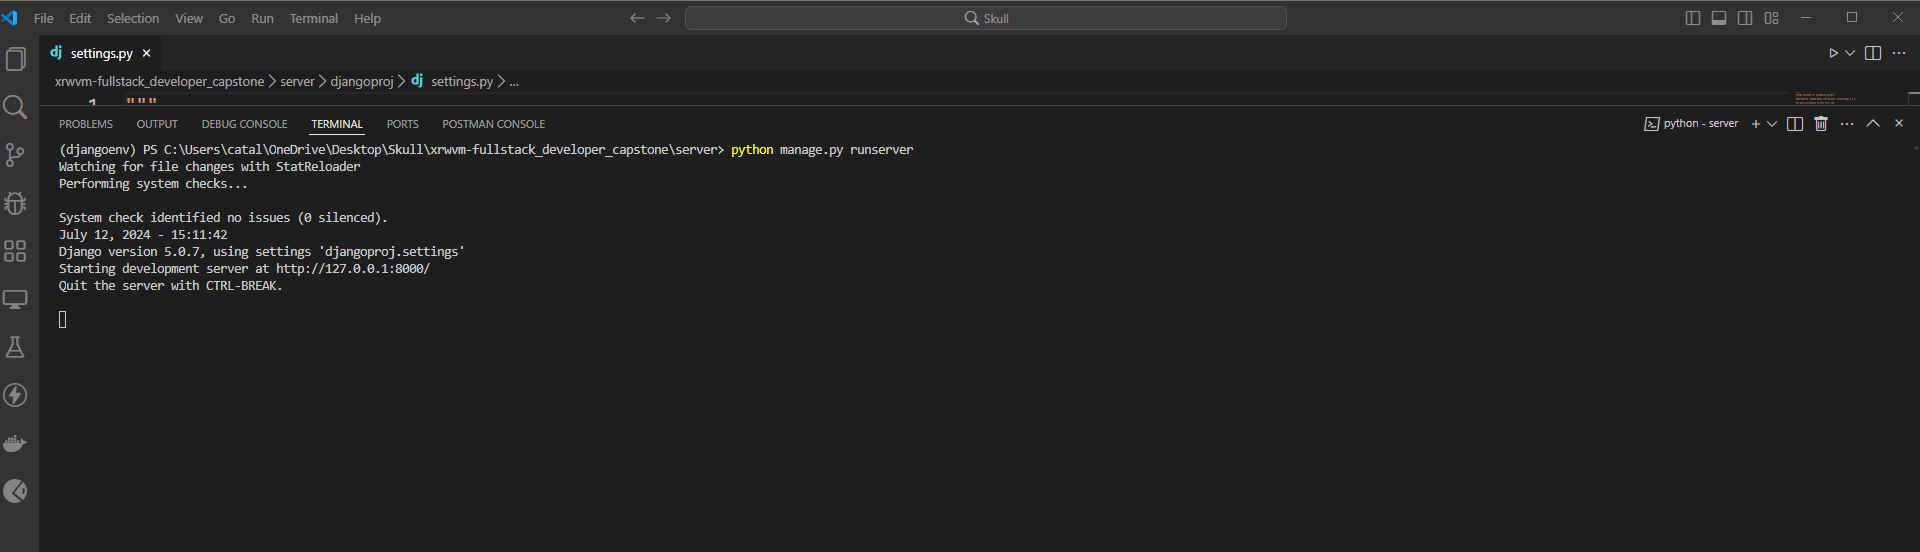 File Edit Selection View Go Run Terminal Help
Skull
settings.py
xrwvm-fullstack_developer_capstone > server > djangoproj > settings.py > ...
1 """
PROBLEMS OUTPUT DEBUG CONSOLE TERMINAL PORTS POSTMAN CONSOLE
python - server
(djangoenv) PS C:\Users\catal\OneDrive\Desktop\Skull\xrwvm-fullstack_developer_capstone\server> python manage.py runserver
Watching for file changes with StatReloader
Performing system checks...
System check identified no issues (0 silenced).
July 12, 2024 - 15:11:42
Django version 5.0.7, using settings 'djangoproj.settings'
Starting development server at http://127.0.0.1:8000/
Quit the server with CTRL-BREAK.